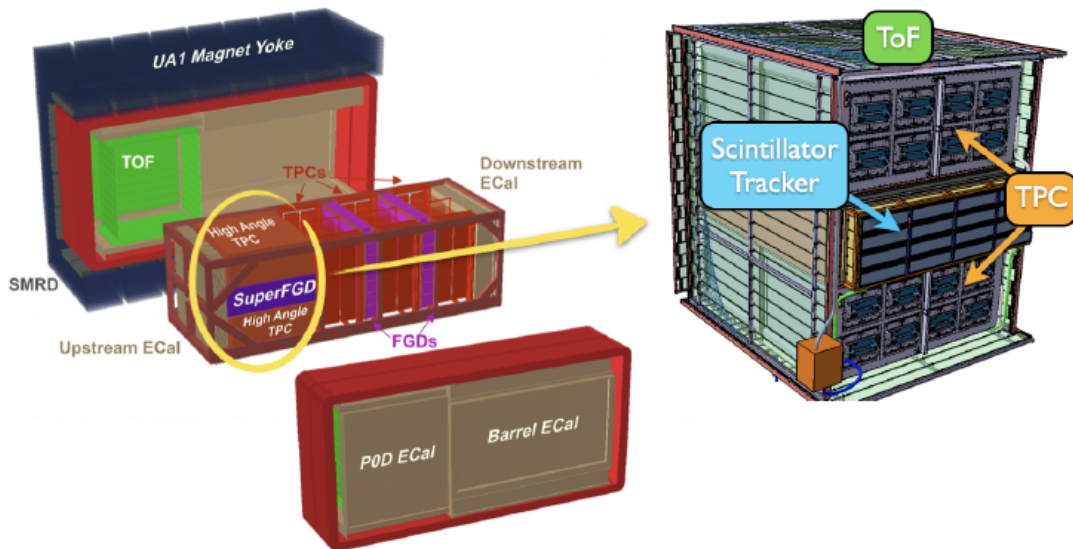 UA1 Magnet Yoke
TOF
TPCs
Downstream
ECal
High Angle
TPC
SMRD
SuperFGD
High Angle
TPC
Upstream ECal
FGDs
P0D ECal
Barrel ECal
ToF
Scintillator
Tracker
TPC